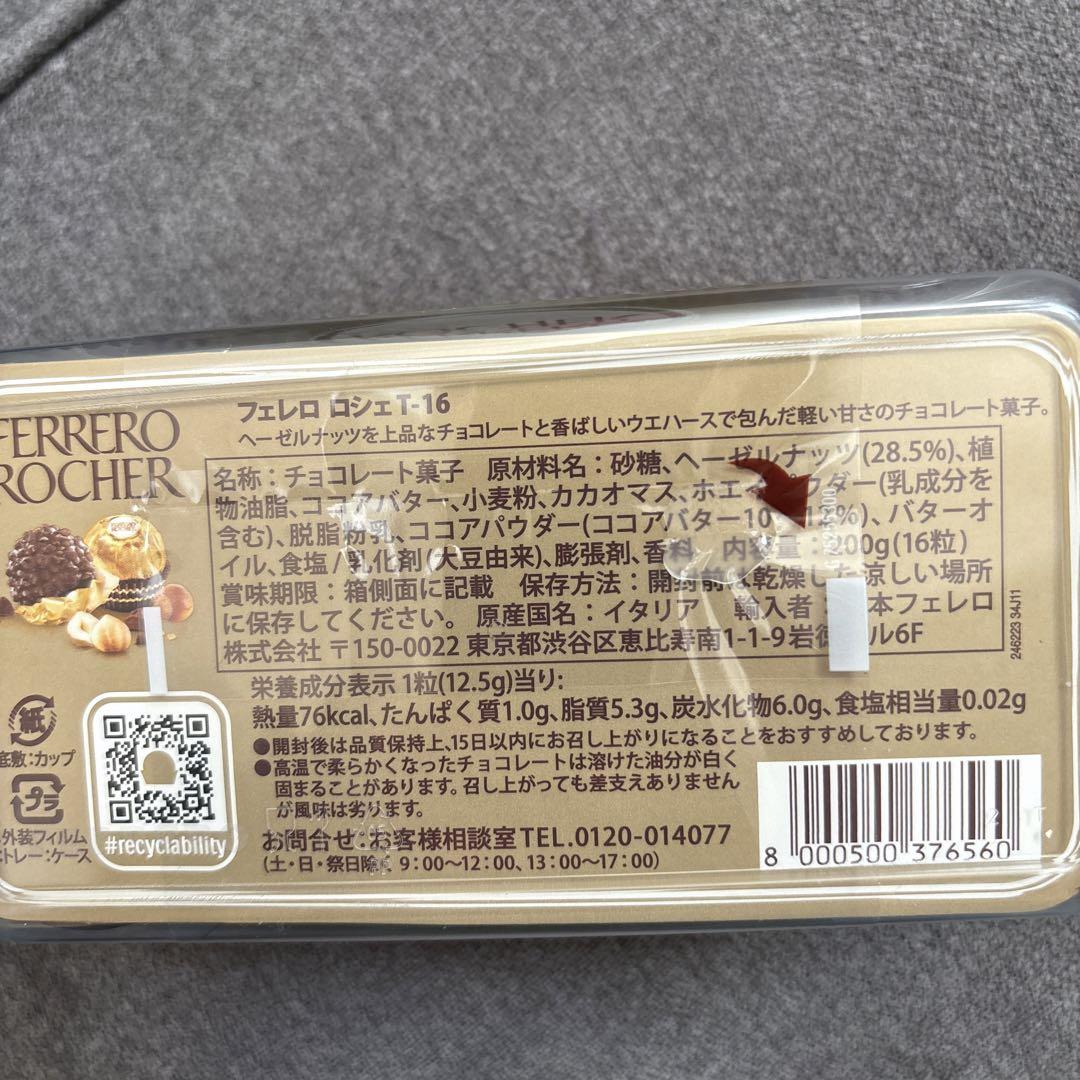 FERRERO
ROCHER
フェレロ ロシェ T-16
ヘーゼルナッツを上品なチョコレートと香ばしいウエハースで包んだ軽い甘さのチョコレート菓子。
名称：チョコレート菓子 原材料名：砂糖、ヘーゼルナッツ(28.5%)、植
物油脂、ココアバター、小麦粉、カカオマス、ホエイパウダー(乳成分を
含む)、脱脂粉乳、ココアパウダー(ココアバター10%-12%)、バターオ
イル、食塩/乳化剤(大豆由来)、膨張剤、香料 内容量：200g(16粒)
賞味期限：箱側面に記載 保存方法：開封前は乾燥した涼しい場所
に保存してください。 原産国名：イタリア 輸入者：日本フェレロ
株式会社 〒150-0022 東京都渋谷区恵比寿南1-1-9岩徳ビル6F
246223 34J11
栄養成分表示 1粒(12.5g)当り:
熱量76kcal、たんぱく質1.0g、脂質5.3g、炭水化物6.0g、食塩相当量0.02g
●開封後は品質保持上、15日以内にお召し上がりになることをおすすめしております。
●高温で柔らかくなったチョコレートは溶けた油分が白く
固まることがあります。召し上がっても差支えありません
が風味は劣ります。
お問合せ:お客様相談室 TEL.0120-014077
(土・日・祭日除く 9:00〜12:00、13:00〜17:00)
紙
底敷:カップ
プラ
外装フィルム
トレー:ケース
#recyclability
8 000500 376560